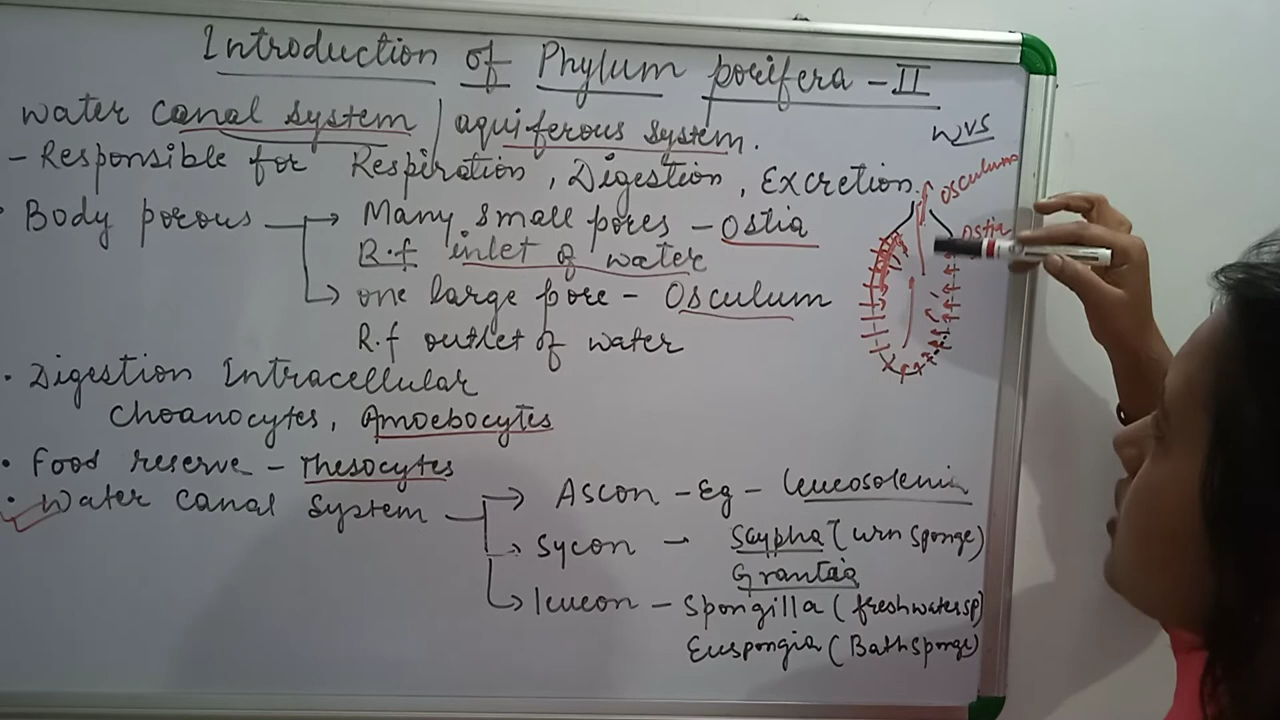 Introduction of Phylum porifera - II
water canal system / aquiferous system.
- Responsible for Respiration, Digestion, Excretion.
· Body porous → Many small pores - Ostia
R.f inlet of water
→ one large pore - Osculum
R.f outlet of water
· Digestion Intracellular
Choanocytes, Amoebocytes
· Food reserve - Thesocytes
· Water Canal System → Ascon - Eg - leucosolenia
→ Sycon - Scypha (Urn Sponge)
Grantia
→ leucon - Spongilla (freshwater sp)
Euspongia (Bath sponge)
WVS
Osculum
Ostia